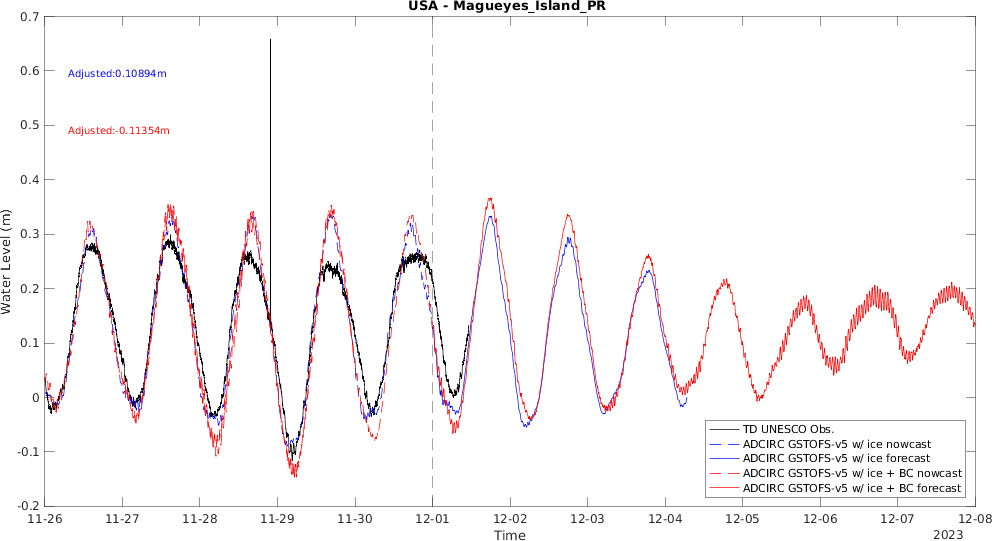 USA - Magueyes_Island_PR
0.7
0.6
0.5
0.4
0.3
0.2
0.1
0
-0.1
-0.2
Water Level (m)
Adjusted:0.10894m
Adjusted:-0.11354m
TD UNESCO Obs.
ADCIRC GSTOFS-v5 w/ ice nowcast
ADCIRC GSTOFS-v5 w/ ice forecast
ADCIRC GSTOFS-v5 w/ ice + BC nowcast
ADCIRC GSTOFS-v5 w/ ice + BC forecast
11-26 11-27 11-28 11-29 11-30 12-01 12-02 12-03 12-04 12-05 12-06 12-07 12-08
Time
2023